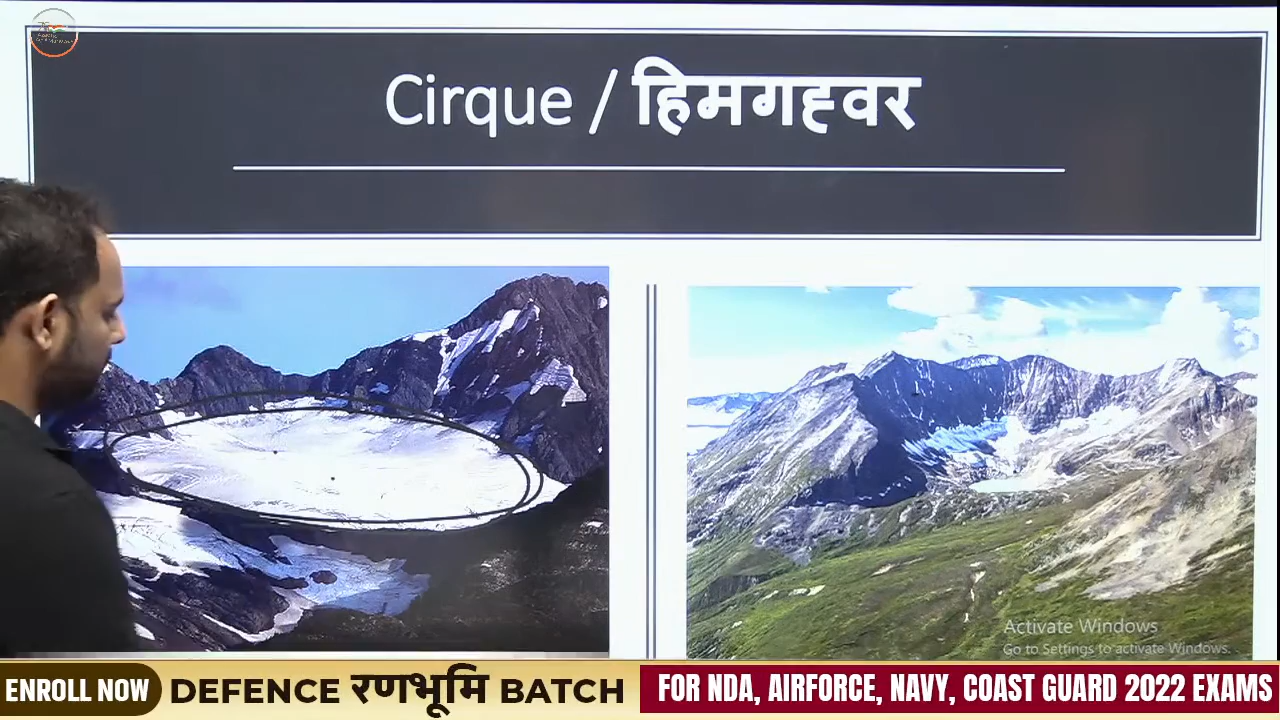 Cirque / हिमगह्वर
Activate Windows
Go to Settings to activate Windows.
ENROLL NOW
DEFENCE रणभूमि BATCH
FOR NDA, AIRFORCE, NAVY, COAST GUARD 2022 EXAMS